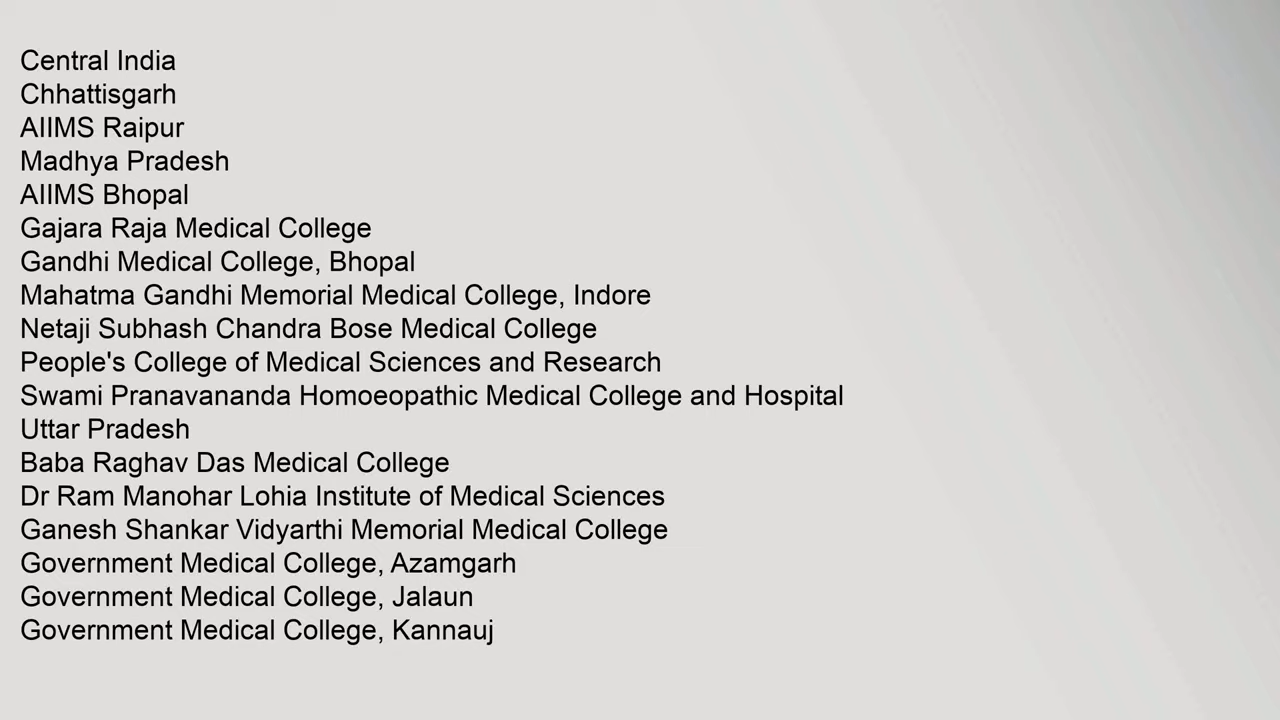 Central India
Chhattisgarh
AIIMS Raipur
Madhya Pradesh
AIIMS Bhopal
Gajara Raja Medical College
Gandhi Medical College, Bhopal
Mahatma Gandhi Memorial Medical College, Indore
Netaji Subhash Chandra Bose Medical College
People's College of Medical Sciences and Research
Swami Pranavananda Homoeopathic Medical College and Hospital
Uttar Pradesh
Baba Raghav Das Medical College
Dr Ram Manohar Lohia Institute of Medical Sciences
Ganesh Shankar Vidyarthi Memorial Medical College
Government Medical College, Azamgarh
Government Medical College, Jalaun
Government Medical College, Kannauj